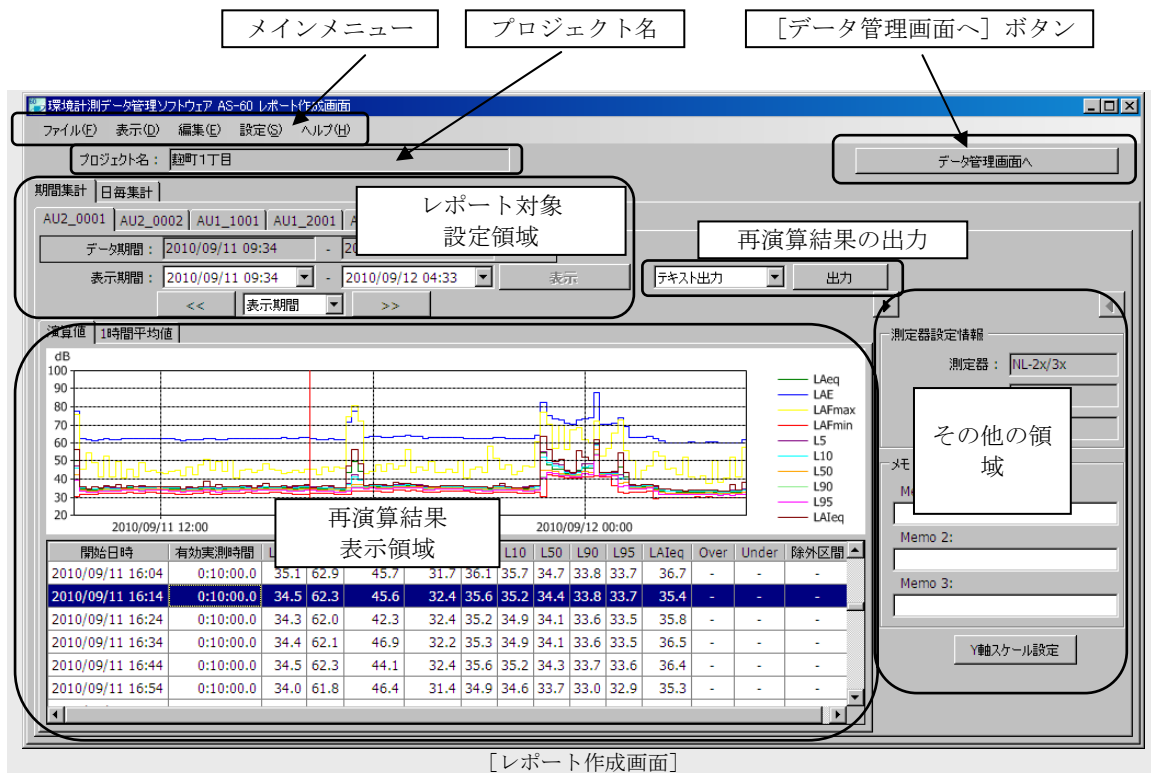 メインメニュー
プロジェクト名
［データ管理画面へ］ボタン
環境計測データ管理ソフトウェア AS-60 レポート作成画面
ファイル(F) 表示(D) 編集(E) 設定(S) ヘルプ(H)
プロジェクト名： 麹町1丁目
データ管理画面へ
期間集計 日毎集計
レポート対象
設定領域
AU2_0001 AU2_0002 AU1_1001 AU1_2001
データ期間： 2010/09/11 09:34 -
再演算結果の出力
表示期間： 2010/09/11 09:34 - 2010/09/12 04:33 表示
テキスト出力 出力
<< 表示期間 >>
演算値 1時間平均値
dB
100
90
80
70
60
50
40
30
20
2010/09/11 12:00
2010/09/12 00:00
LAeq
LAE
LAFmax
LAFmin
L5
L10
L50
L90
L95
LAIeq
再演算結果
表示領域
開始日時 有効実測時間 L10 L50 L90 L95 LAIeq Over Under 除外区間
2010/09/11 16:04 0:10:00.0 35.1 62.9 45.7 31.7 36.1 35.7 34.7 33.8 33.7 36.7 - - -
2010/09/11 16:14 0:10:00.0 34.5 62.3 45.6 32.4 35.6 35.2 34.4 33.8 33.7 35.4 - - -
2010/09/11 16:24 0:10:00.0 34.3 62.0 42.3 32.4 35.2 34.9 34.1 33.6 33.5 35.8 - - -
2010/09/11 16:34 0:10:00.0 34.4 62.1 46.9 32.2 35.3 34.9 34.1 33.6 33.5 36.5 - - -
2010/09/11 16:44 0:10:00.0 34.5 62.3 44.1 32.4 35.6 35.2 34.3 33.7 33.6 36.4 - - -
2010/09/11 16:54 0:10:00.0 34.0 61.8 46.4 31.4 34.9 34.6 33.7 33.0 32.9 35.3 - - -
測定器設定情報
測定器： NL-2x/3x
その他の領
域
メモ
Memo 2:
Memo 3:
Y軸スケール設定
［レポート作成画面］